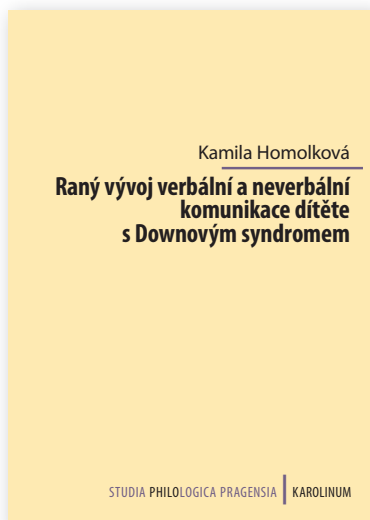 Kamila Homolková
Raný vývoj verbální a neverbální
komunikace dítěte
s Downovým syndromem
STUDIA PHILOLOGICA PRAGENSIA KAROLINUM